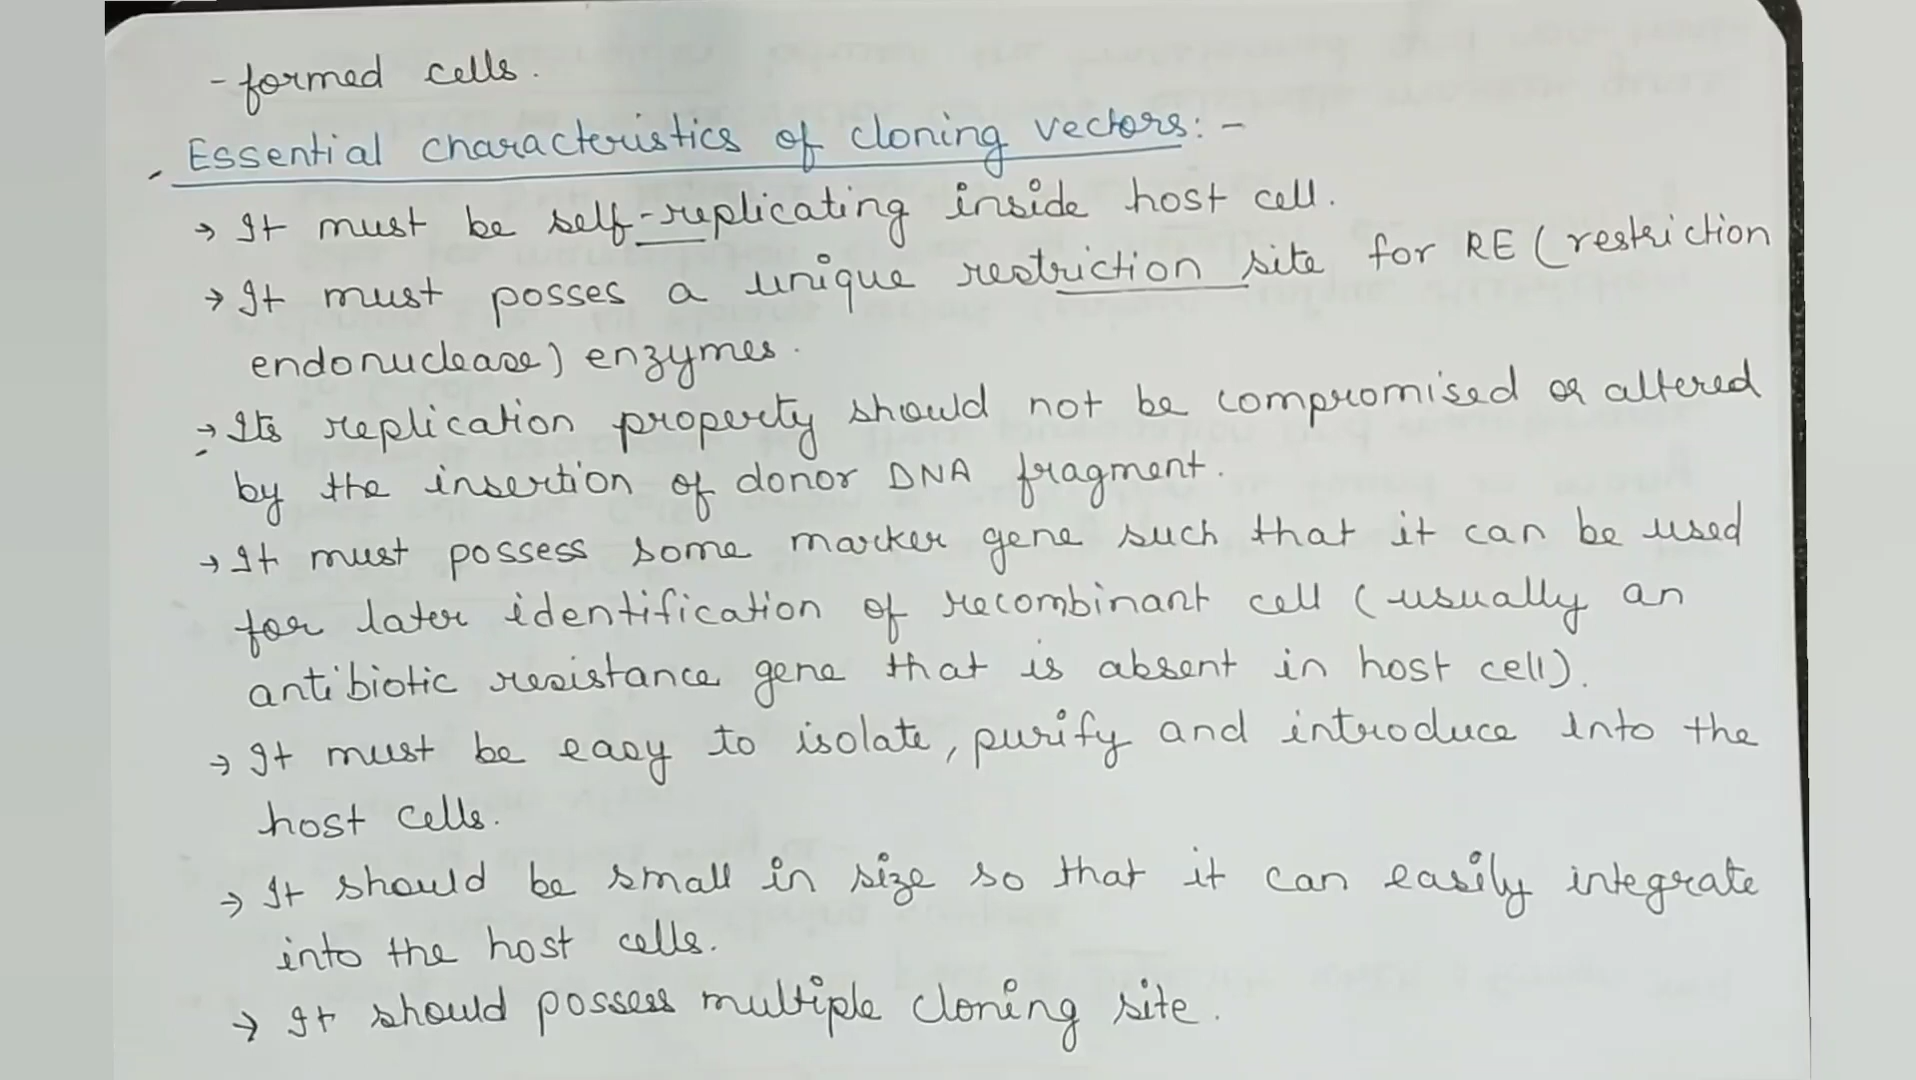 -formed cells.
Essential characteristics of cloning vectors:-
→ It must be self-replicating inside host cell.
→ It must posses a unique restriction site for RE (restriction
endonuclease) enzymes.
→ Its replication property should not be compromised or altered
by the insertion of donor DNA fragment.
→ It must possess some marker gene such that it can be used
for later identification of recombinant cell (usually an
antibiotic resistance gene that is absent in host cell).
→ It must be easy to isolate, purify and introduce into the
host cells.
→ It should be small in size so that it can easily integrate
into the host cells.
→ It should possess multiple cloning site.